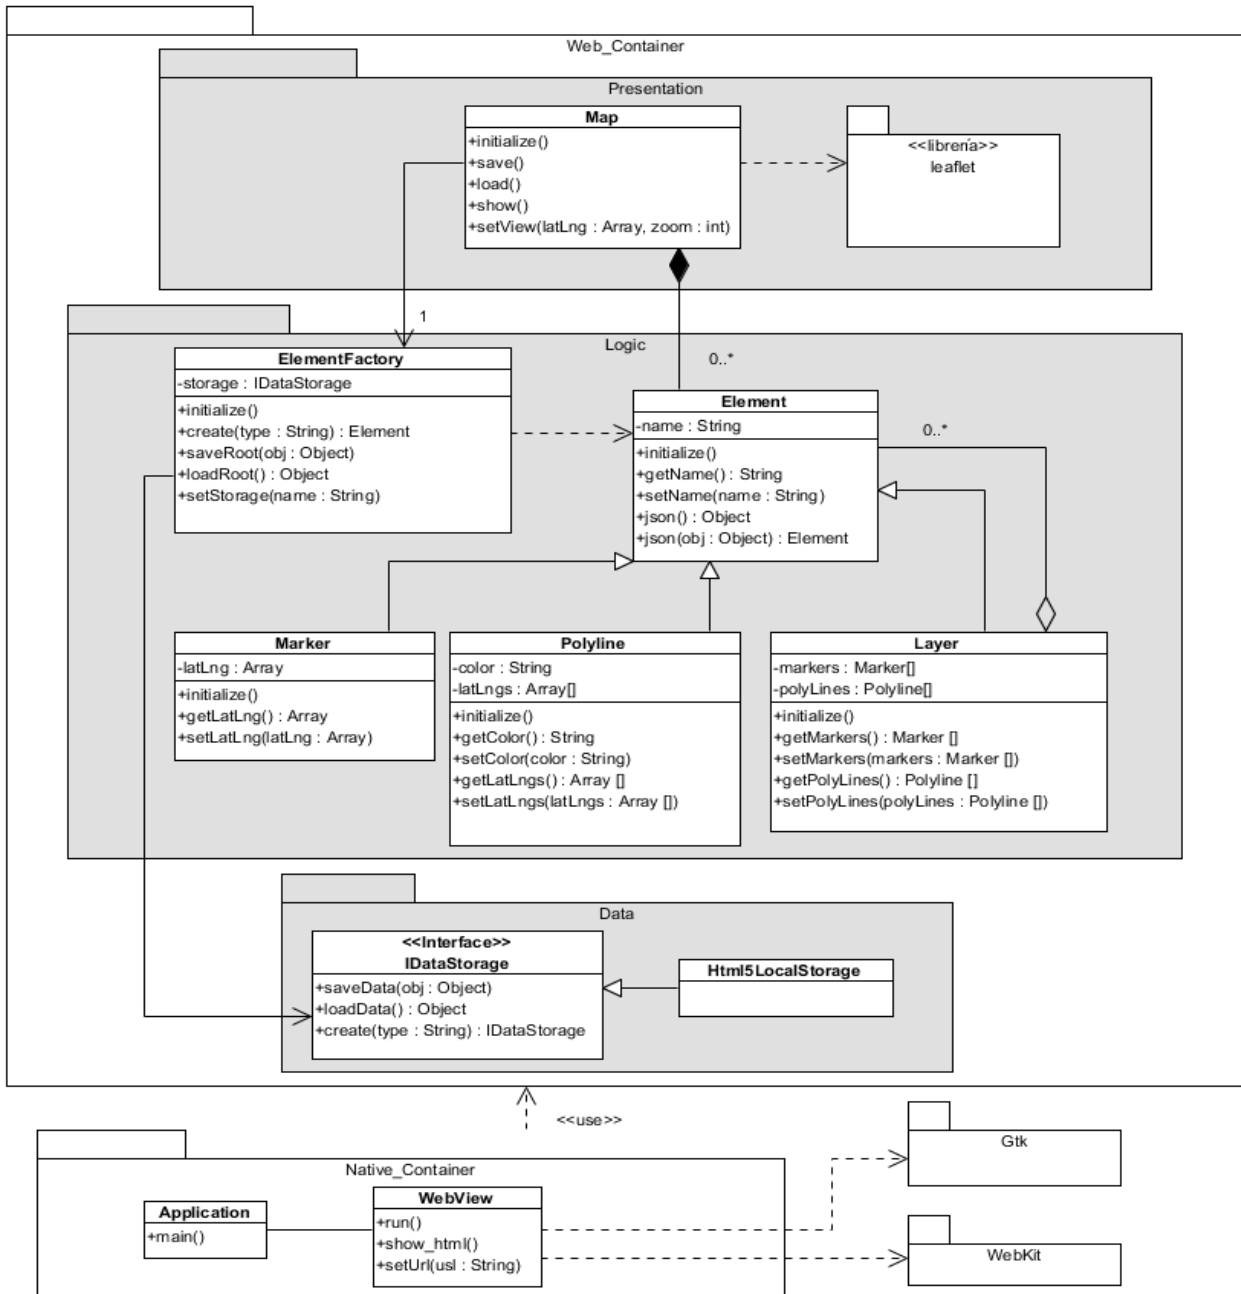 Web_Container
Presentation
Map
+initialize()
+save()
+load()
+show()
+setView(latLng : Array, zoom : int)
<<librería>>
leaflet
1
Logic
0..*
ElementFactory
-storage : IDataStorage
+initialize()
+create(type : String) : Element
+saveRoot(obj : Object)
+loadRoot() : Object
+setStorage(name : String)
Element
-name : String
+initialize()
+getName() : String
+setName(name : String)
+json() : Object
+json(obj : Object) : Element
0..*
Marker
-latLng : Array
+initialize()
+getLatLng() : Array
+setLatLng(latLng : Array)
Polyline
-color : String
-latLngs : Array[]
+initialize()
+getColor() : String
+setColor(color : String)
+getLatLngs() : Array []
+setLatLngs(latLngs : Array [])
Layer
-markers : Marker[]
-polyLines : Polyline[]
+initialize()
+getMarkers() : Marker []
+setMarkers(markers : Marker [])
+getPolyLines() : Polyline []
+setPolyLines(polyLines : Polyline [])
Data
<<Interface>>
IDataStorage
+saveData(obj : Object)
+loadData() : Object
+create(type : String) : IDataStorage
Html5LocalStorage
<<use>>
Native_Container
Application
+main()
WebView
+run()
+show_html()
+setUrl(usl : String)
Gtk
WebKit